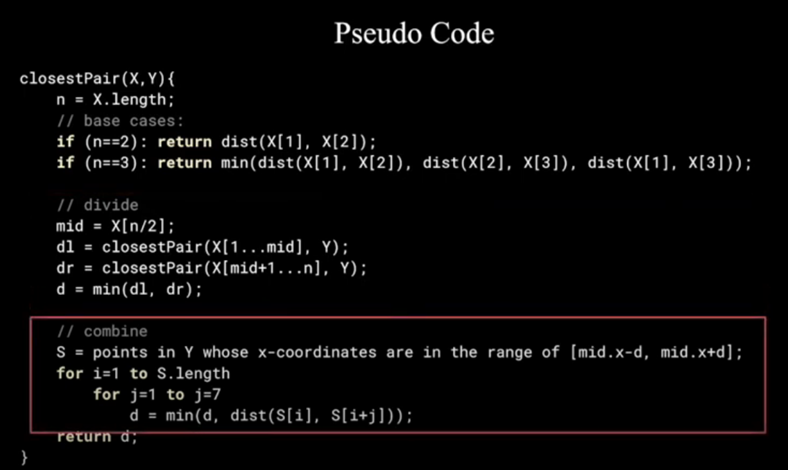 Pseudo Code
closestPair(X,Y){
n = X.length;
// base cases:
if (n==2): return dist(X[1], X[2]);
if (n==3): return min(dist(X[1], X[2]), dist(X[2], X[3]), dist(X[1], X[3]));
// divide
mid = X[n/2];
dl = closestPair(X[1...mid], Y);
dr = closestPair(X[mid+1...n], Y);
d = min(dl, dr);
// combine
S = points in Y whose x-coordinates are in the range of [mid.x-d, mid.x+d];
for i=1 to S.length
for j=1 to j=7
d = min(d, dist(S[i], S[i+j]));
return d;
}